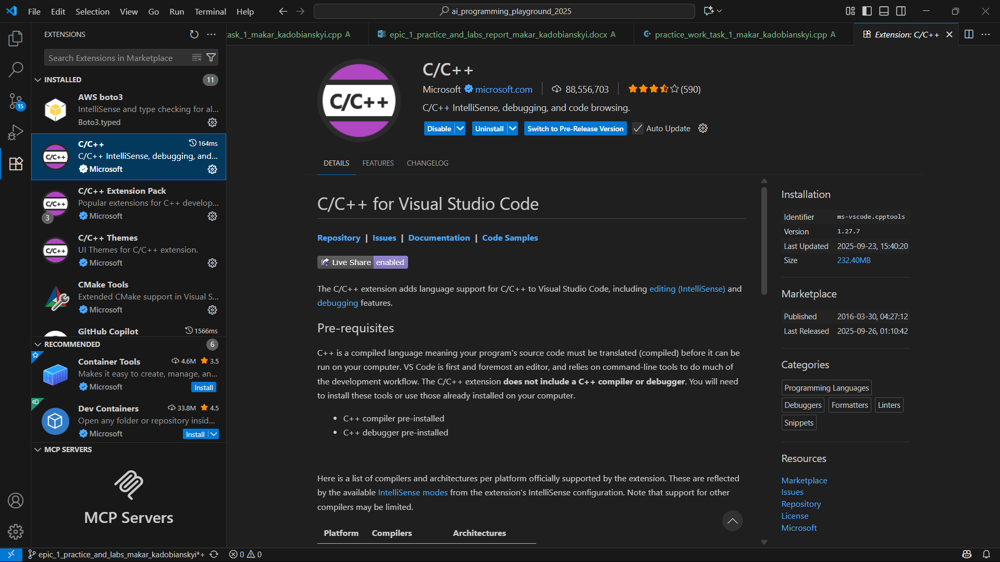 File Edit Selection View Go Run Terminal Help
ai_programming_playground_2025
EXTENSIONS
task_1_makar_kadobianskyi.cpp A
epic_1_practice_and_labs_report_makar_kadobianskyi.docx A
practice_work_task_1_makar_kadobianskyi.cpp A
Extension: C/C++
Search Extensions in Marketplace
INSTALLED
11
AWS boto3
IntelliSense and type checking for al...
Boto3.typed
15
C/C++
164ms
C/C++ IntelliSense, debugging, and...
Microsoft
C/C++
C/C++ Extension Pack
Popular extensions for C++ develop...
Microsoft
C/C++
3
C/C++ Themes
UI Themes for C/C++ extension.
Microsoft
C/C++
CMake Tools
Extended CMake support in Visual S...
Microsoft
GitHub Copilot
1566ms
RECOMMENDED
6
Container Tools
4.6M 3.5
Makes it easy to create, manage, an...
Microsoft
Install
Dev Containers
33.8M 4.5
Open any folder or repository insid...
Microsoft
Install
MCP SERVERS
MCP Servers
C/C++
C/C++
Microsoft microsoft.com 88,556,703 (590)
C/C++ IntelliSense, debugging, and code browsing.
Disable Uninstall Switch to Pre-Release Version Auto Update
DETAILS FEATURES CHANGELOG
C/C++ for Visual Studio Code
Repository | Issues | Documentation | Code Samples
Live Share enabled
The C/C++ extension adds language support for C/C++ to Visual Studio Code, including editing (IntelliSense) and
debugging features.
Pre-requisites
C++ is a compiled language meaning your program's source code must be translated (compiled) before it can be
run on your computer. VS Code is first and foremost an editor, and relies on command-line tools to do much of
the development workflow. The C/C++ extension does not include a C++ compiler or debugger. You will need
to install these tools or use those already installed on your computer.
C++ compiler pre-installed
C++ debugger pre-installed
Here is a list of compilers and architectures per platform officially supported by the extension. These are reflected
by the available IntelliSense modes from the extension's IntelliSense configuration. Note that support for other
compilers may be limited.
Platform Compilers Architectures
Installation
Identifier ms-vscode.cpptools
Version 1.27.7
Last Updated 2025-09-23, 15:40:20
Size 232.40MB
Marketplace
Published 2016-03-30, 04:27:12
Last Released 2025-09-26, 01:10:42
Categories
Programming Languages
Debuggers Formatters Linters
Snippets
Resources
Marketplace
Issues
Repository
License
Microsoft
epic_1_practice_and_labs_makar_kadobianskyi*+ 0 0